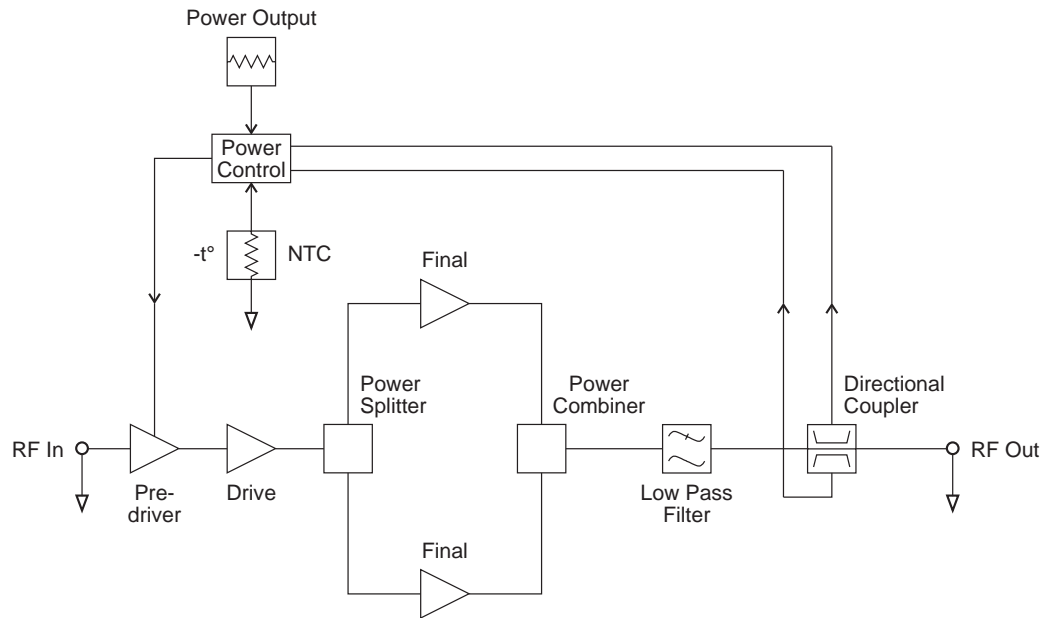 Power Output
Power
Control
-t°
NTC
Final
Power
Splitter
Power
Combiner
Directional
Coupler
RF In
RF Out
Pre-
driver
Drive
Low Pass
Filter
Final